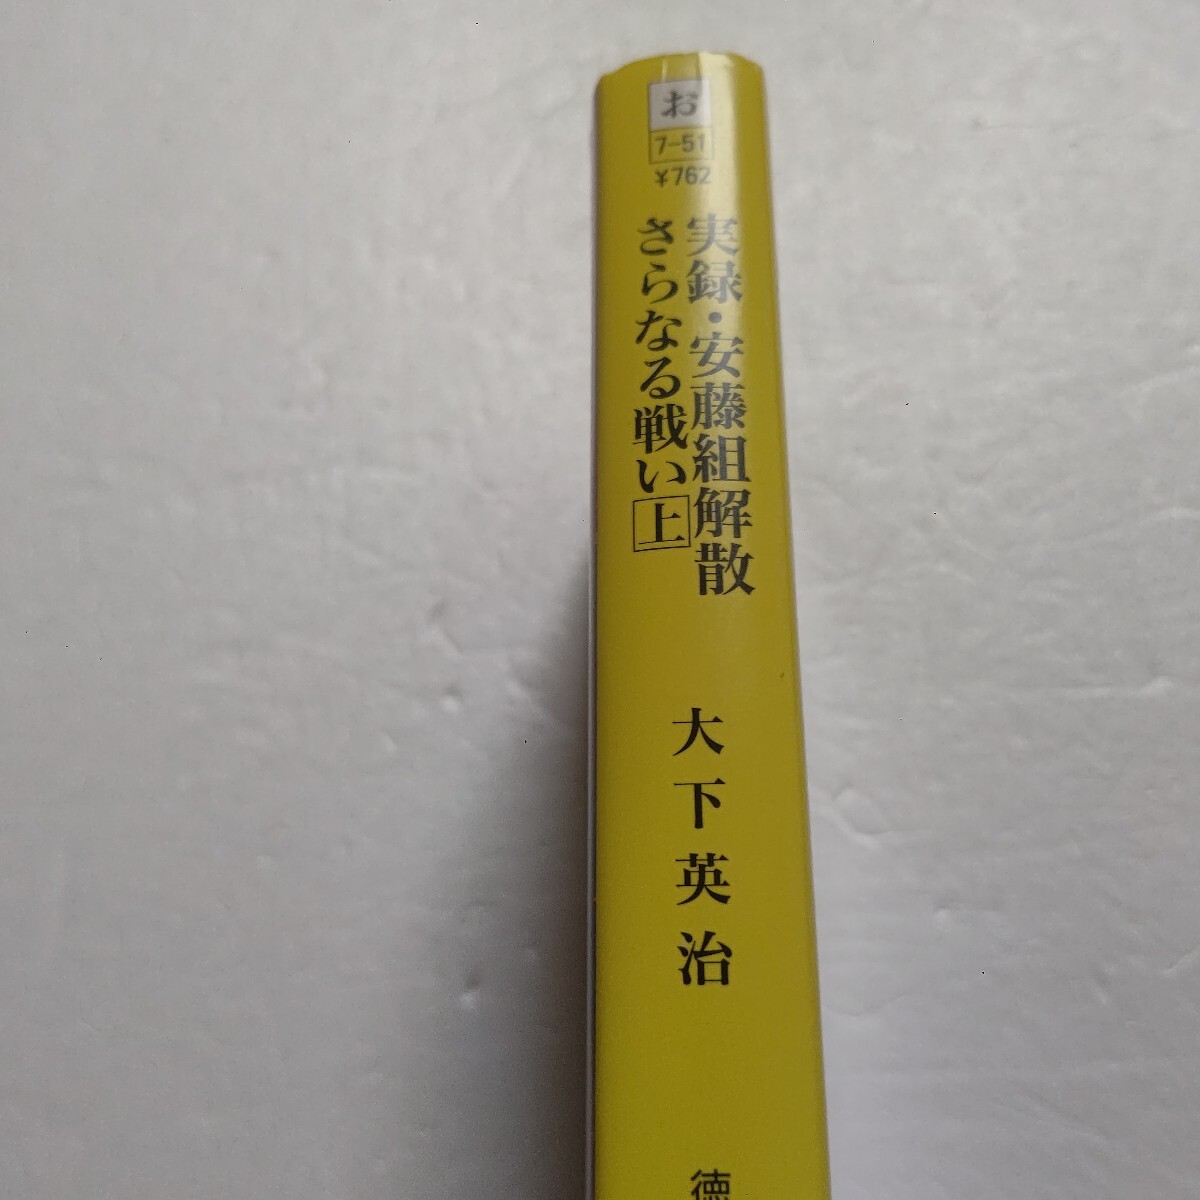 お
7-51
¥762
実録・安藤組解散
さらなる戦い上
大下英治
徳